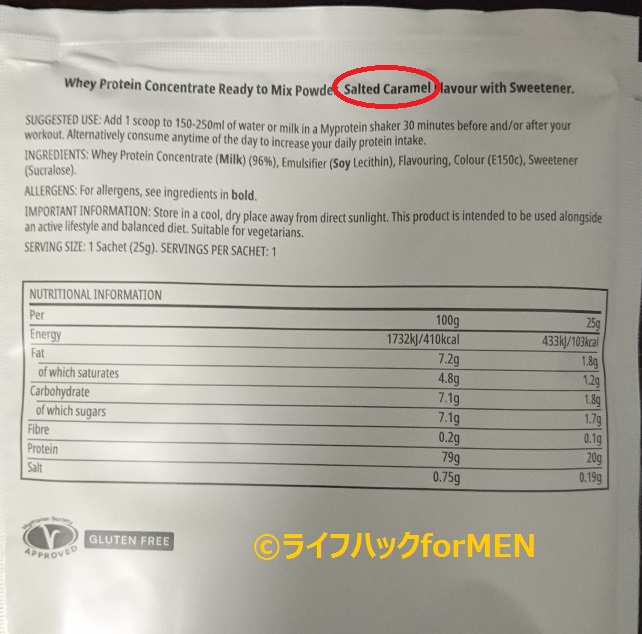 Whey Protein Concentrate Ready to Mix Powde Salted Caramel lavour with Sweetener.
SUGGESTED USE: Add 1 scoop to 150-250ml of water or milk in a Myprotein shaker 30 minutes before and/or after your
workout. Alternatively consume anytime of the day to increase your daily protein intake.
INGREDIENTS: Whey Protein Concentrate (Milk) (96%), Emulsifier (Soy Lecithin), Flavouring, Colour (E150c), Sweetener
(Sucralose).
ALLERGENS: For allergens, see ingredients in bold.
IMPORTANT INFORMATION: Store in a cool, dry place away from direct sunlight. This product is intended to be used alongside
an active lifestyle and balanced diet. Suitable for vegetarians.
SERVING SIZE: 1 Sachet (25g). SERVINGS PER SACHET: 1
NUTRITIONAL INFORMATION
Per 100g 25g
Energy 1732kJ/410kcal 433kJ/103kcal
Fat 7.2g 1.8g
of which saturates 4.8g 1.2g
Carbohydrate 7.1g 1.8g
of which sugars 7.1g 1.7g
Fibre 0.2g 0.1g
Protein 79g 20g
Salt 0.75g 0.19g
Vegetarian Society
V
APPROVED
GLUTEN FREE
©ライフハックforMEN